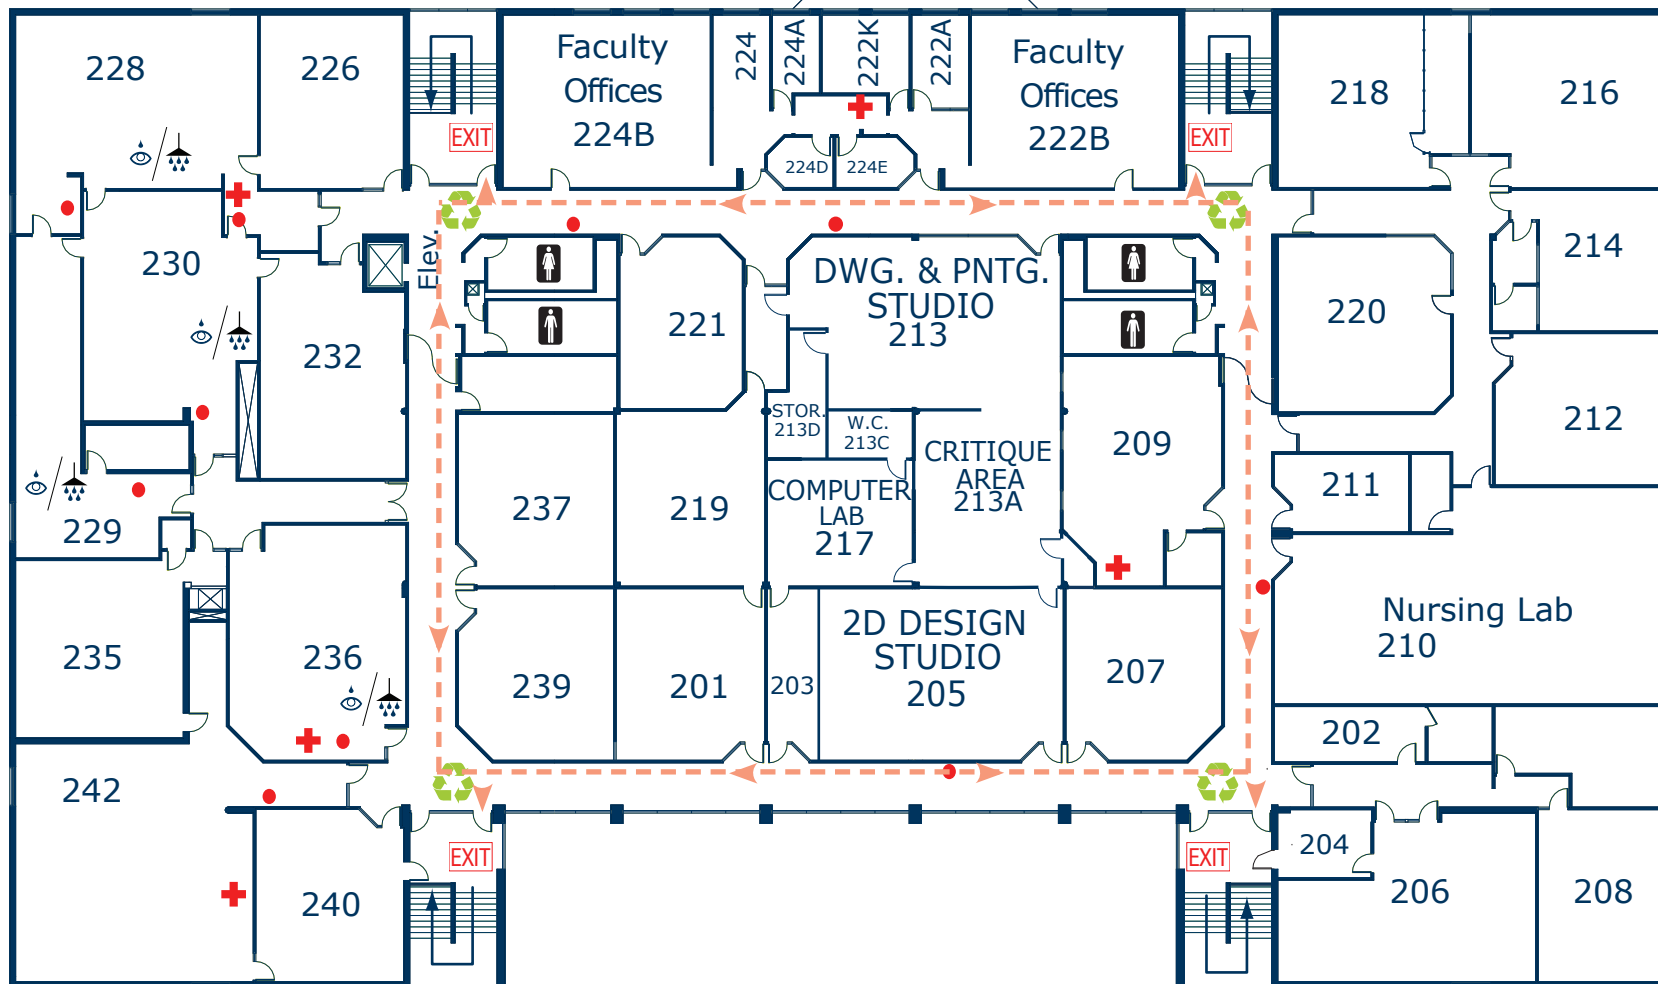 228
226
EXIT
Faculty
Offices
224B
224
224A
222K
222A
224D
224E
Faculty
Offices
222B
EXIT
218
216
230
Elev.
232
221
DWG. & PNTG.
STUDIO
213
220
214
212
STOR.
213D
W.C.
213C
CRITIQUE
AREA
213A
209
211
229
237
219
COMPUTER
LAB
217
235
236
239
201
203
2D DESIGN
STUDIO
205
207
Nursing Lab
210
202
242
240
EXIT
EXIT
204
206
208